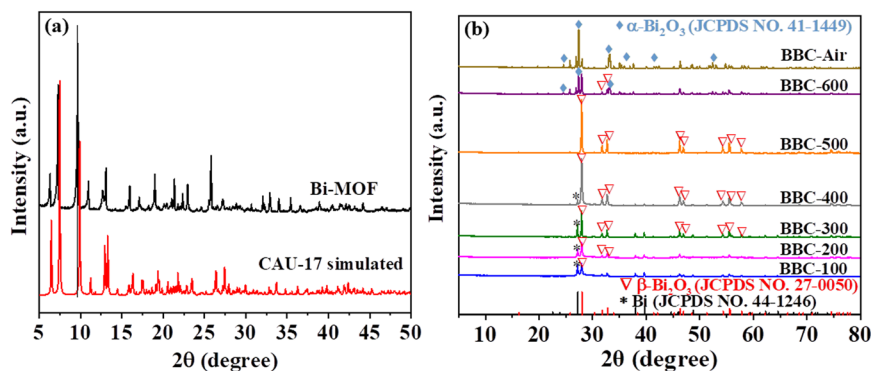 (a)
Intensity (a.u.)
Bi-MOF
CAU-17 simulated
5 10 15 20 25 30 35 40 45 50
2θ (degree)
(b)
Intensity (a.u.)
α-Bi₂O₃ (JCPDS NO. 41-1449)
BBC-Air
BBC-600
BBC-500
BBC-400
BBC-300
BBC-200
BBC-100
β-Bi₂O₃ (JCPDS NO. 27-0050)
* Bi (JCPDS NO. 44-1246)
10 20 30 40 50 60 70 80
2θ (degree)